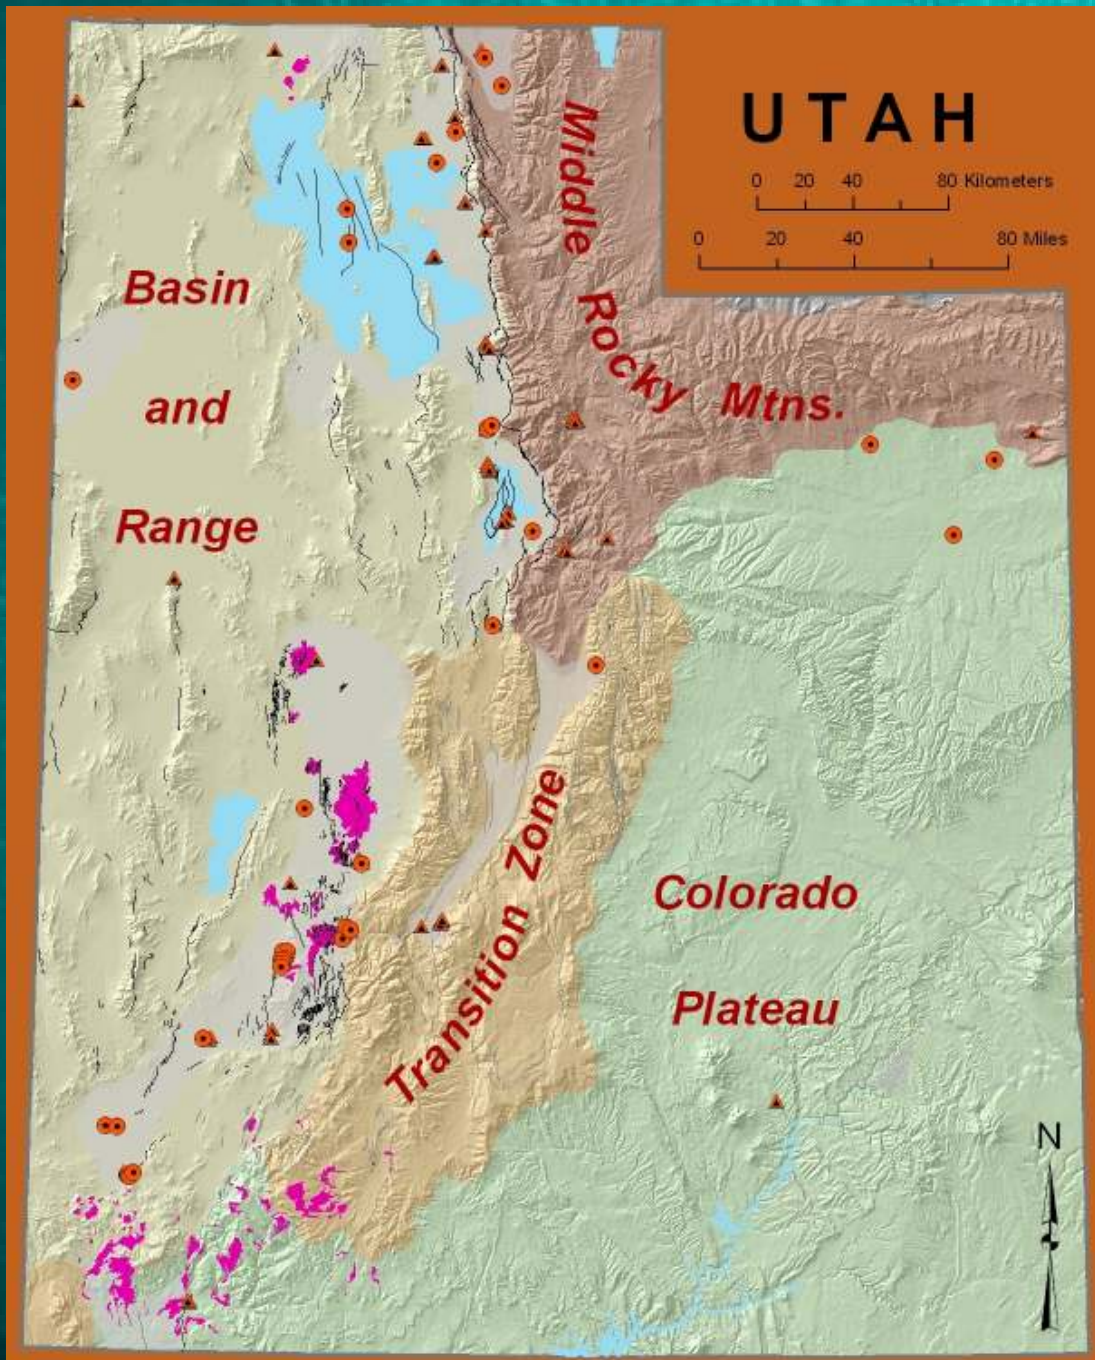 UTAH
0 20 40 80 Kilometers
0 20 40 80 Miles
Middle Rocky Mtns.
Basin
and
Range
Transition Zone
Colorado
Plateau
N